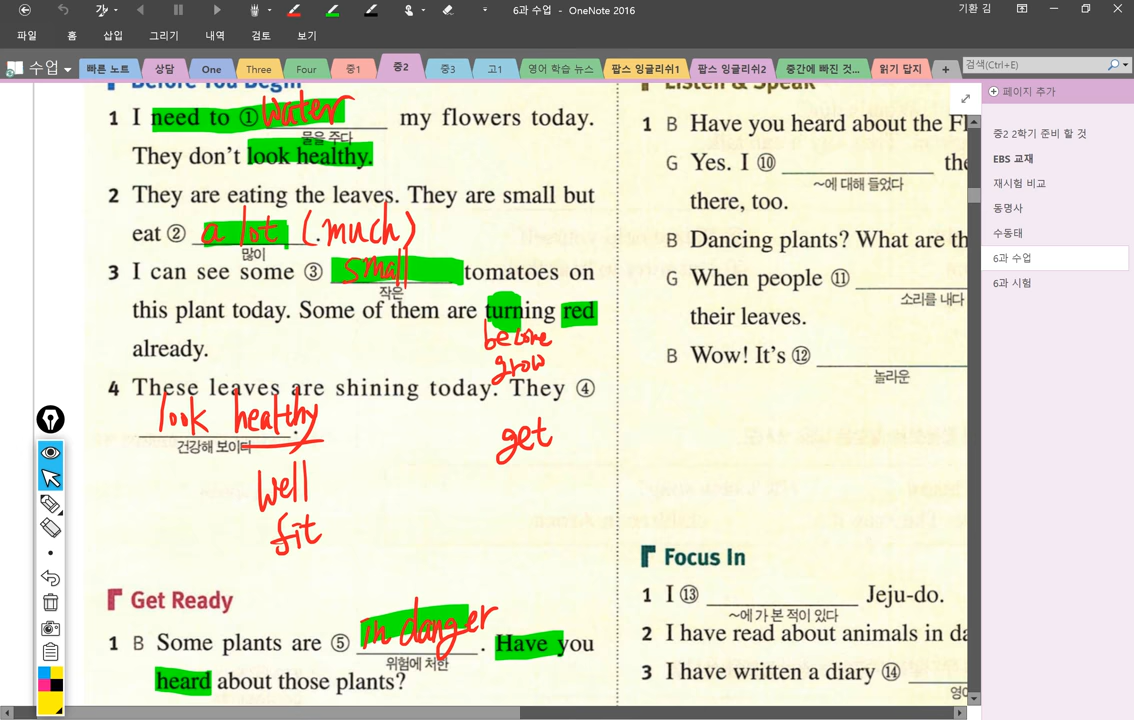 6과 수업 - OneNote 2016
기환 김
파일 홈 삽입 그리기 내역 검토 보기
수업 빠른 노트 상담 One Three Four 중1 중2 중3 고1 영어 학습 뉴스 팝스 잉글리쉬1 팝스 잉글리쉬2 중간에 빠진 것... 읽기 답지 +
검색(Ctrl+E)
Before You Begin
1 I need to ① water my flowers today.
물을 주다
They don't look healthy.
2 They are eating the leaves. They are small but
eat ② a lot (much)
많이
3 I can see some ③ small tomatoes on
작은
this plant today. Some of them are turning red
become
already.
grow
4 These leaves are shining today. They ④
look healthy.
get
건강해 보이다
well
fit
Get Ready
1 B Some plants are ⑤ in danger. Have you
위험에 처한
heard about those plants?
Listen & Speak
1 B Have you heard about the Fl
G Yes. I ⑩ the
~에 대해 들었다
there, too.
B Dancing plants? What are th
G When people ⑪
소리를 내다
their leaves.
B Wow! It's ⑫
놀라운
Focus In
1 I ⑬ Jeju-do.
~에 가 본 적이 있다
2 I have read about animals in da
3 I have written a diary ⑭
영어
페이지 추가
중2 2학기 준비 할 것
EBS 교재
재시험 비교
동명사
수동태
6과 수업
6과 시험